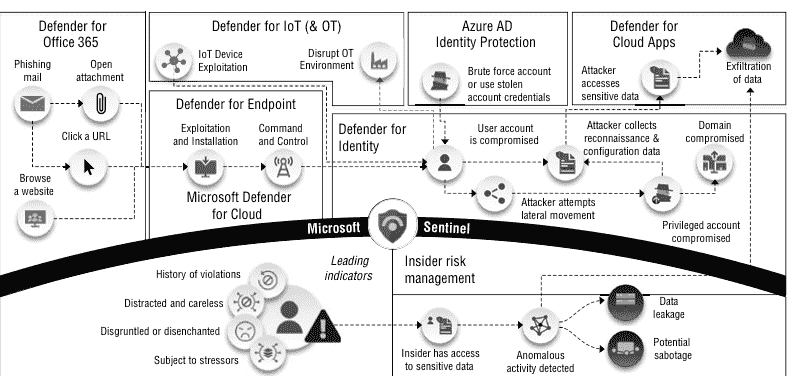 Defender for
Office 365
Phishing
mail
Open
attachment
Click a URL
Browse
a website
Defender for IoT (& OT)
IoT Device
Exploitation
Disrupt OT
Environment
Defender for Endpoint
Exploitation
and Installation
Command
and Control
Microsoft Defender
for Cloud
Azure AD
Identity Protection
Brute force account
or use stolen
account credentials
Defender for
Cloud Apps
Attacker
accesses
sensitive data
Exfiltration
of data
Defender for
Identity
User account
is compromised
Attacker collects
reconnaissance &
configuration data
Domain
compromised
Attacker attempts
lateral movement
Privileged account
compromised
Microsoft Sentinel
Leading
indicators
Insider risk
management
History of violations
Distracted and careless
Disgruntled or disenchanted
Subject to stressors
Insider has access
to sensitive data
Anomalous
activity detected
Data
leakage
Potential
sabotage